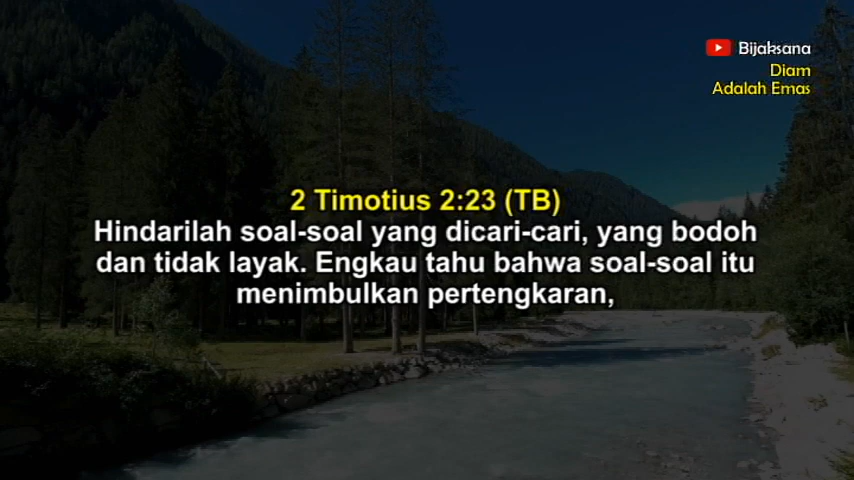 Bijaksana
Diam
Adalah Emas
2 Timotius 2:23 (TB)
Hindarilah soal-soal yang dicari-cari, yang bodoh
dan tidak layak. Engkau tahu bahwa soal-soal itu
menimbulkan pertengkaran,